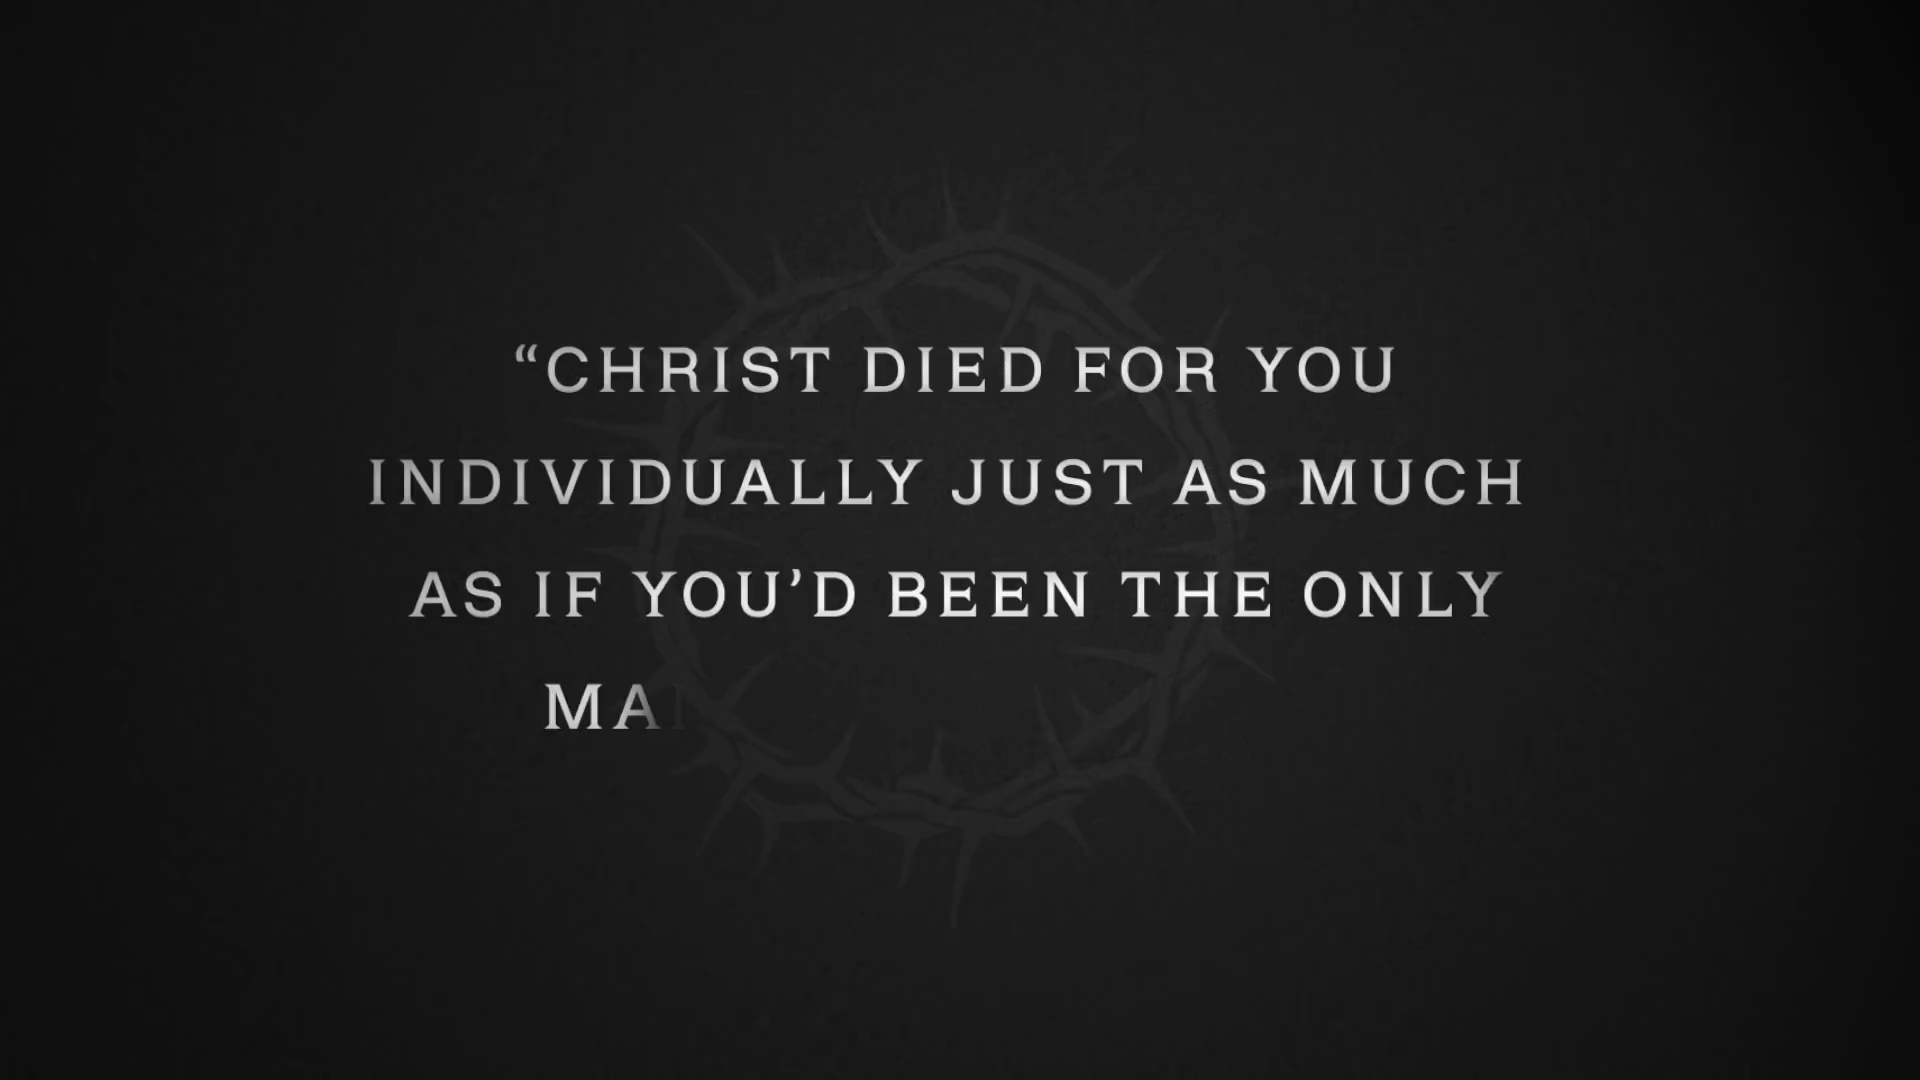 “CHRIST DIED FOR YOU
INDIVIDUALLY JUST AS MUCH
AS IF YOU’D BEEN THE ONLY
MA